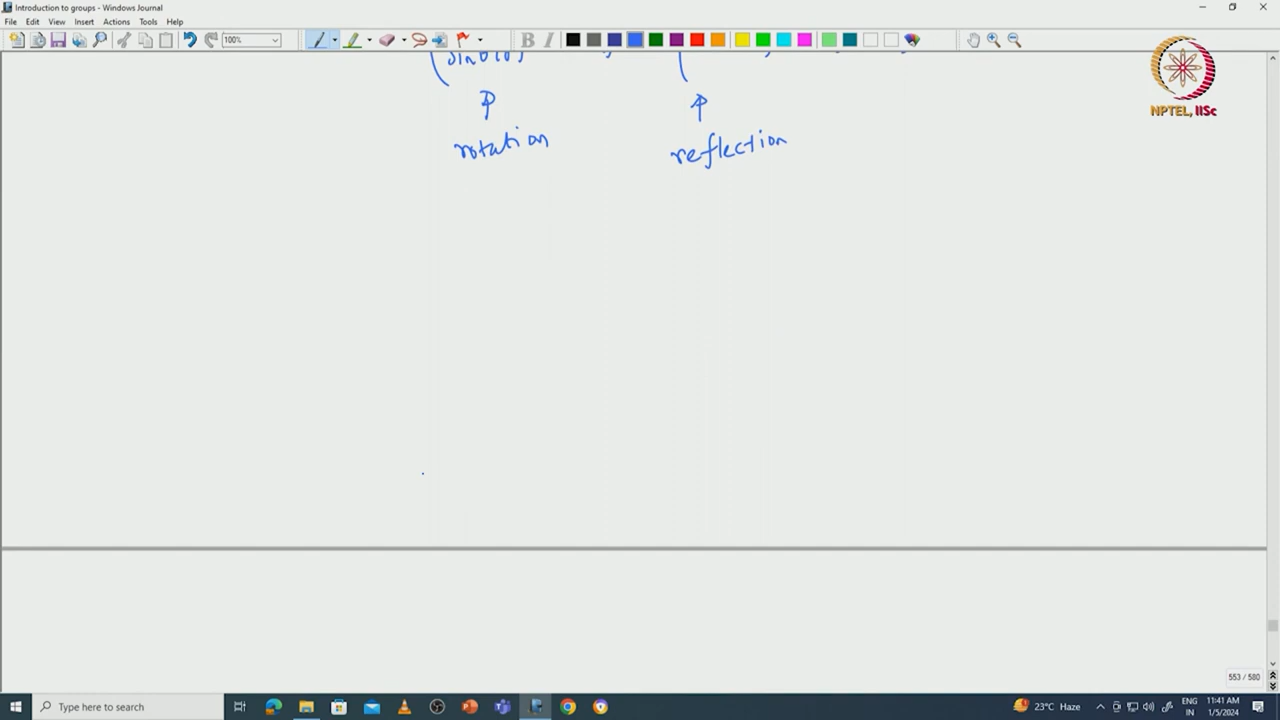 Introduction to groups - Windows Journal
File Edit View Insert Actions Tools Help
100%
B I
NPTEL, IISc
rotation
reflection
553 / 580
Type here to search
23°C Haze
ENG
IN
11:41 AM
1/5/2024